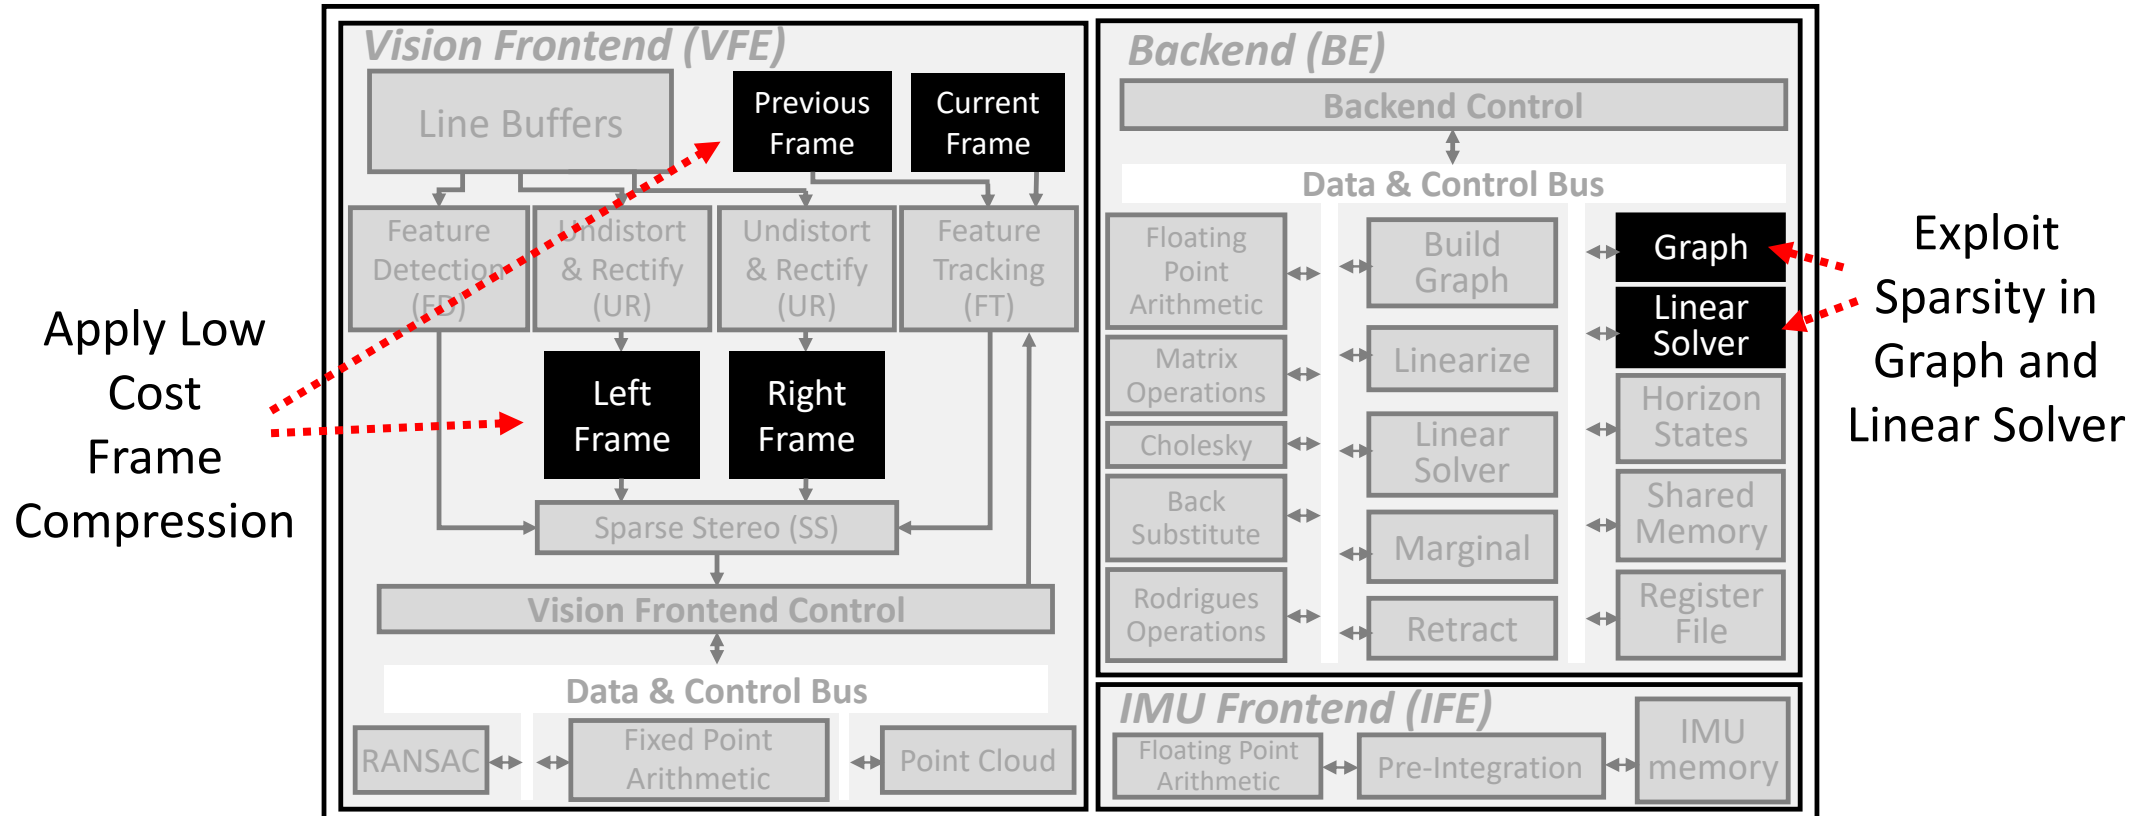 Apply Low
Cost
Frame
Compression
Vision Frontend (VFE)
Line Buffers
Previous
Frame
Current
Frame
Feature
Detection
(FD)
Undistort
& Rectify
(UR)
Undistort
& Rectify
(UR)
Feature
Tracking
(FT)
Left
Frame
Right
Frame
Sparse Stereo (SS)
Vision Frontend Control
Data & Control Bus
RANSAC
Fixed Point
Arithmetic
Point Cloud
Backend (BE)
Backend Control
Data & Control Bus
Floating
Point
Arithmetic
Matrix
Operations
Cholesky
Back
Substitute
Rodrigues
Operations
Build
Graph
Linearize
Linear
Solver
Marginal
Retract
Graph
Linear
Solver
Horizon
States
Shared
Memory
Register
File
IMU Frontend (IFE)
Floating Point
Arithmetic
Pre-Integration
IMU
memory
Exploit
Sparsity in
Graph and
Linear Solver